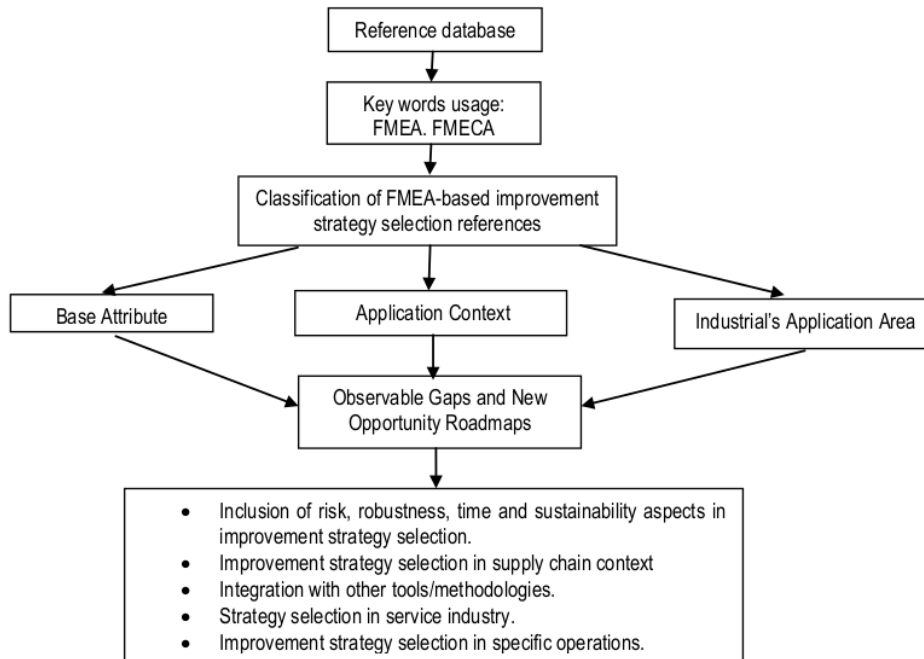 Reference database
Key words usage:
FMEA. FMECA
Classification of FMEA-based improvement
strategy selection references
Base Attribute
Application Context
Industrial's Application Area
Observable Gaps and New
Opportunity Roadmaps
• Inclusion of risk, robustness, time and sustainability aspects in
improvement strategy selection.
• Improvement strategy selection in supply chain context
• Integration with other tools/methodologies.
• Strategy selection in service industry.
• Improvement strategy selection in specific operations.